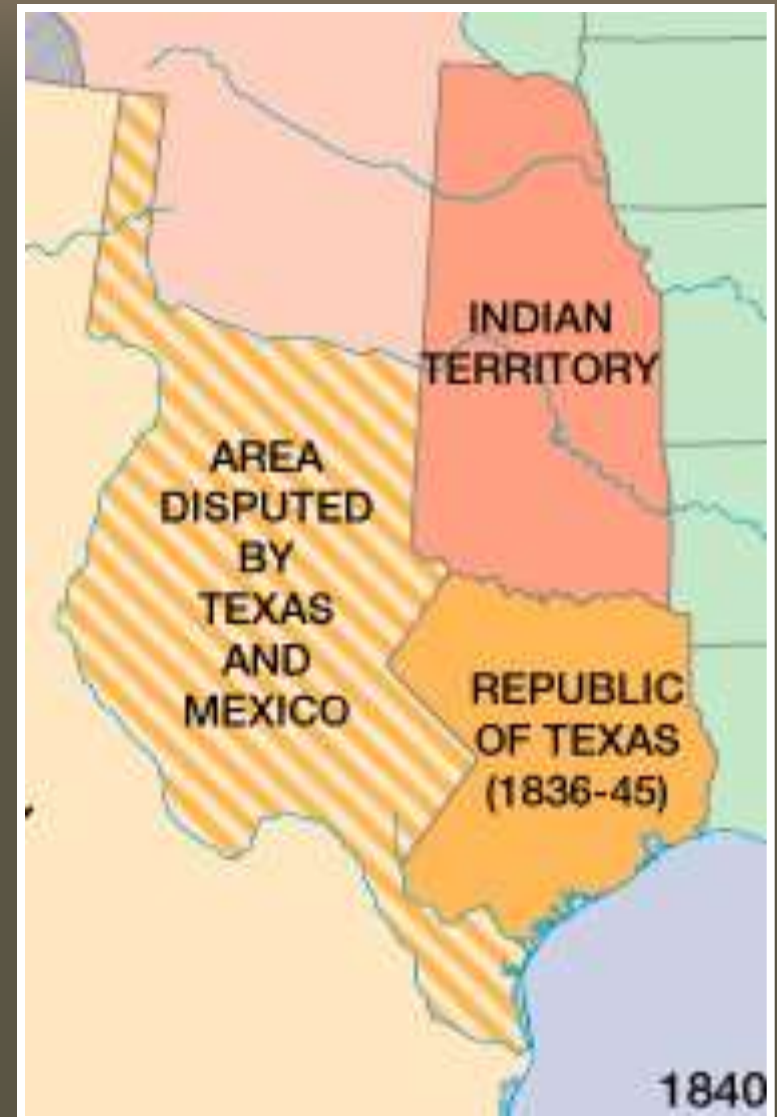 INDIAN
TERRITORY
AREA
DISPUTED
BY
TEXAS
AND
MEXICO
REPUBLIC
OF TEXAS
(1836-45)
1840